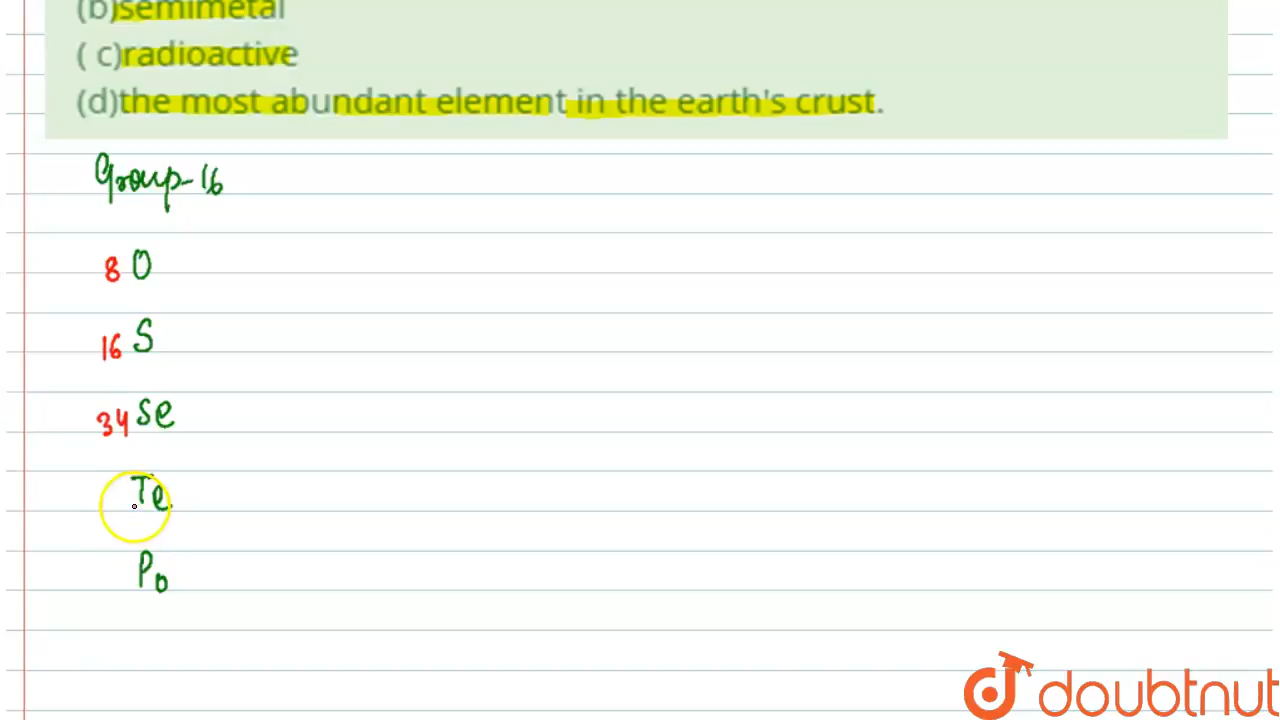 (b)semimetal
( c)radioactive
(d)the most abundant element in the earth's crust.
Group-16
8 O
16 S
34 Se
Te
Po
doubtnut